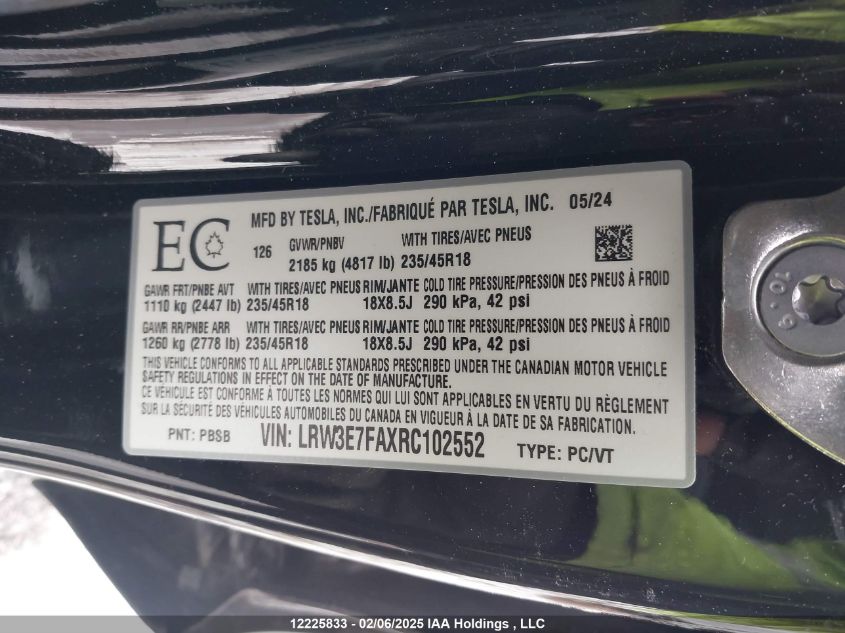 EC
MFD BY TESLA, INC./FABRIQUÉ PAR TESLA, INC. 05/24
126 GVWR/PNBV WITH TIRES/AVEC PNEUS
2185 kg (4817 lb) 235/45R18
GAWR FRT/PNBE AVT WITH TIRES/AVEC PNEUS RIM/JANTE COLD TIRE PRESSURE/PRESSION DES PNEUS À FROID
1110 kg (2447 lb) 235/45R18 18X8.5J 290 kPa, 42 psi
GAWR RR/PNBE ARR WITH TIRES/AVEC PNEUS RIM/JANTE COLD TIRE PRESSURE/PRESSION DES PNEUS À FROID
1260 kg (2778 lb) 235/45R18 18X8.5J 290 kPa, 42 psi
THIS VEHICLE CONFORMS TO ALL APPLICABLE STANDARDS PRESCRIBED UNDER THE CANADIAN MOTOR VEHICLE
SAFETY REGULATIONS IN EFFECT ON THE DATE OF MANUFACTURE.
CE VEHICULE EST CONFORME À TOUTES LES NORMES QUI LUI SONT APPLICABLES EN VERTU DU RÈGLEMENT
SUR LA SÉCURITÉ DES VÉHICULES AUTOMOBILES DU CANADA EN VIGUEUR À LA DATE DE SA FABRICATION.
PNT: PBSB VIN: LRW3E7FAXRC102552 TYPE: PC/VT
12225833 - 02/06/2025 IAA Holdings , LLC